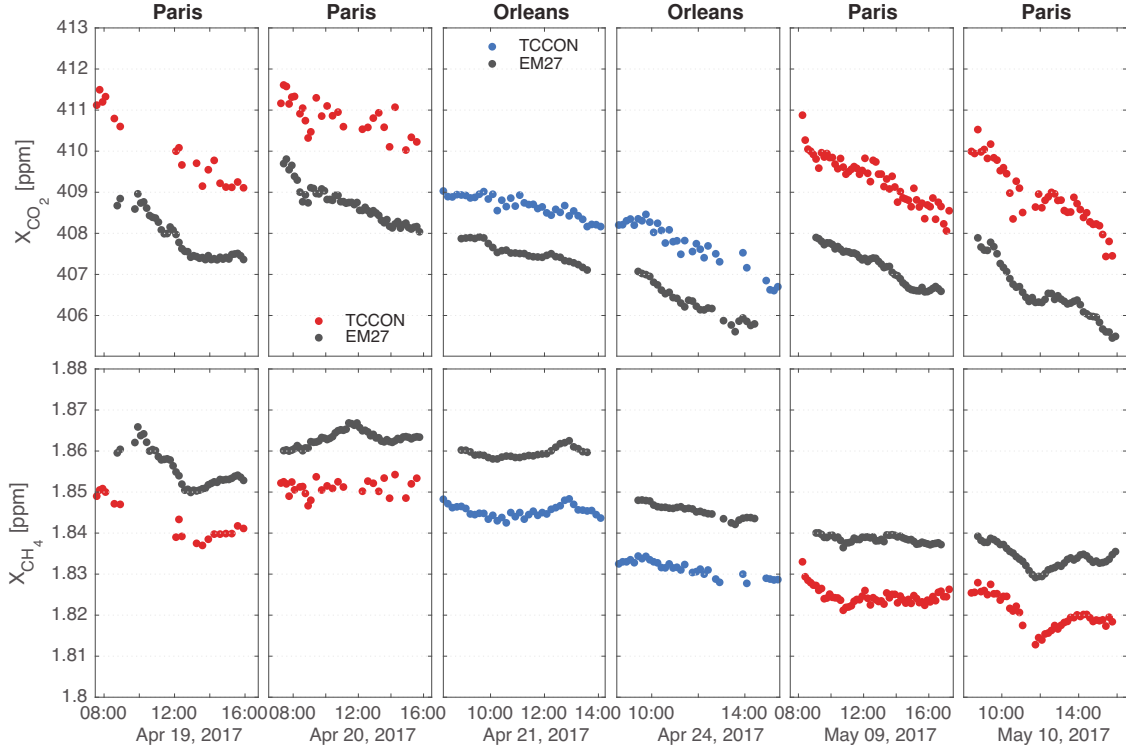 Paris Paris Orleans Orleans Paris Paris
413
412
411
410
409
408
407
406
X_CO2 [ppm]
TCCON
EM27
TCCON
EM27
1.88
1.87
1.86
1.85
1.84
1.83
1.82
1.81
1.8
X_CH4 [ppm]
08:00 12:00 16:00 08:00 12:00 16:00 10:00 12:00 14:00 10:00 14:00 08:00 12:00 16:00 10:00 14:00
Apr 19, 2017 Apr 20, 2017 Apr 21, 2017 Apr 24, 2017 May 09, 2017 May 10, 2017